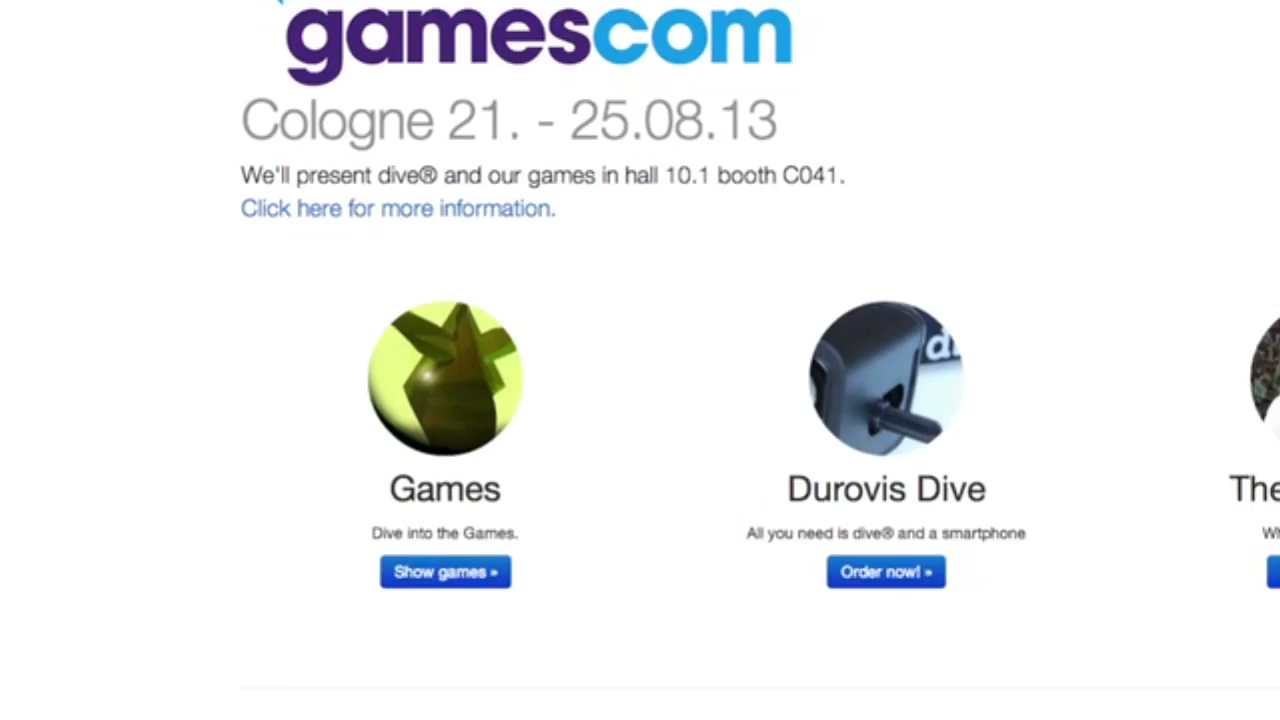 gamescom
Cologne 21. - 25.08.13
We'll present dive® and our games in hall 10.1 booth C041.
Click here for more information.
Games
Durovis Dive
The
Dive into the Games.
All you need is dive® and a smartphone
Show games »
Order now! »